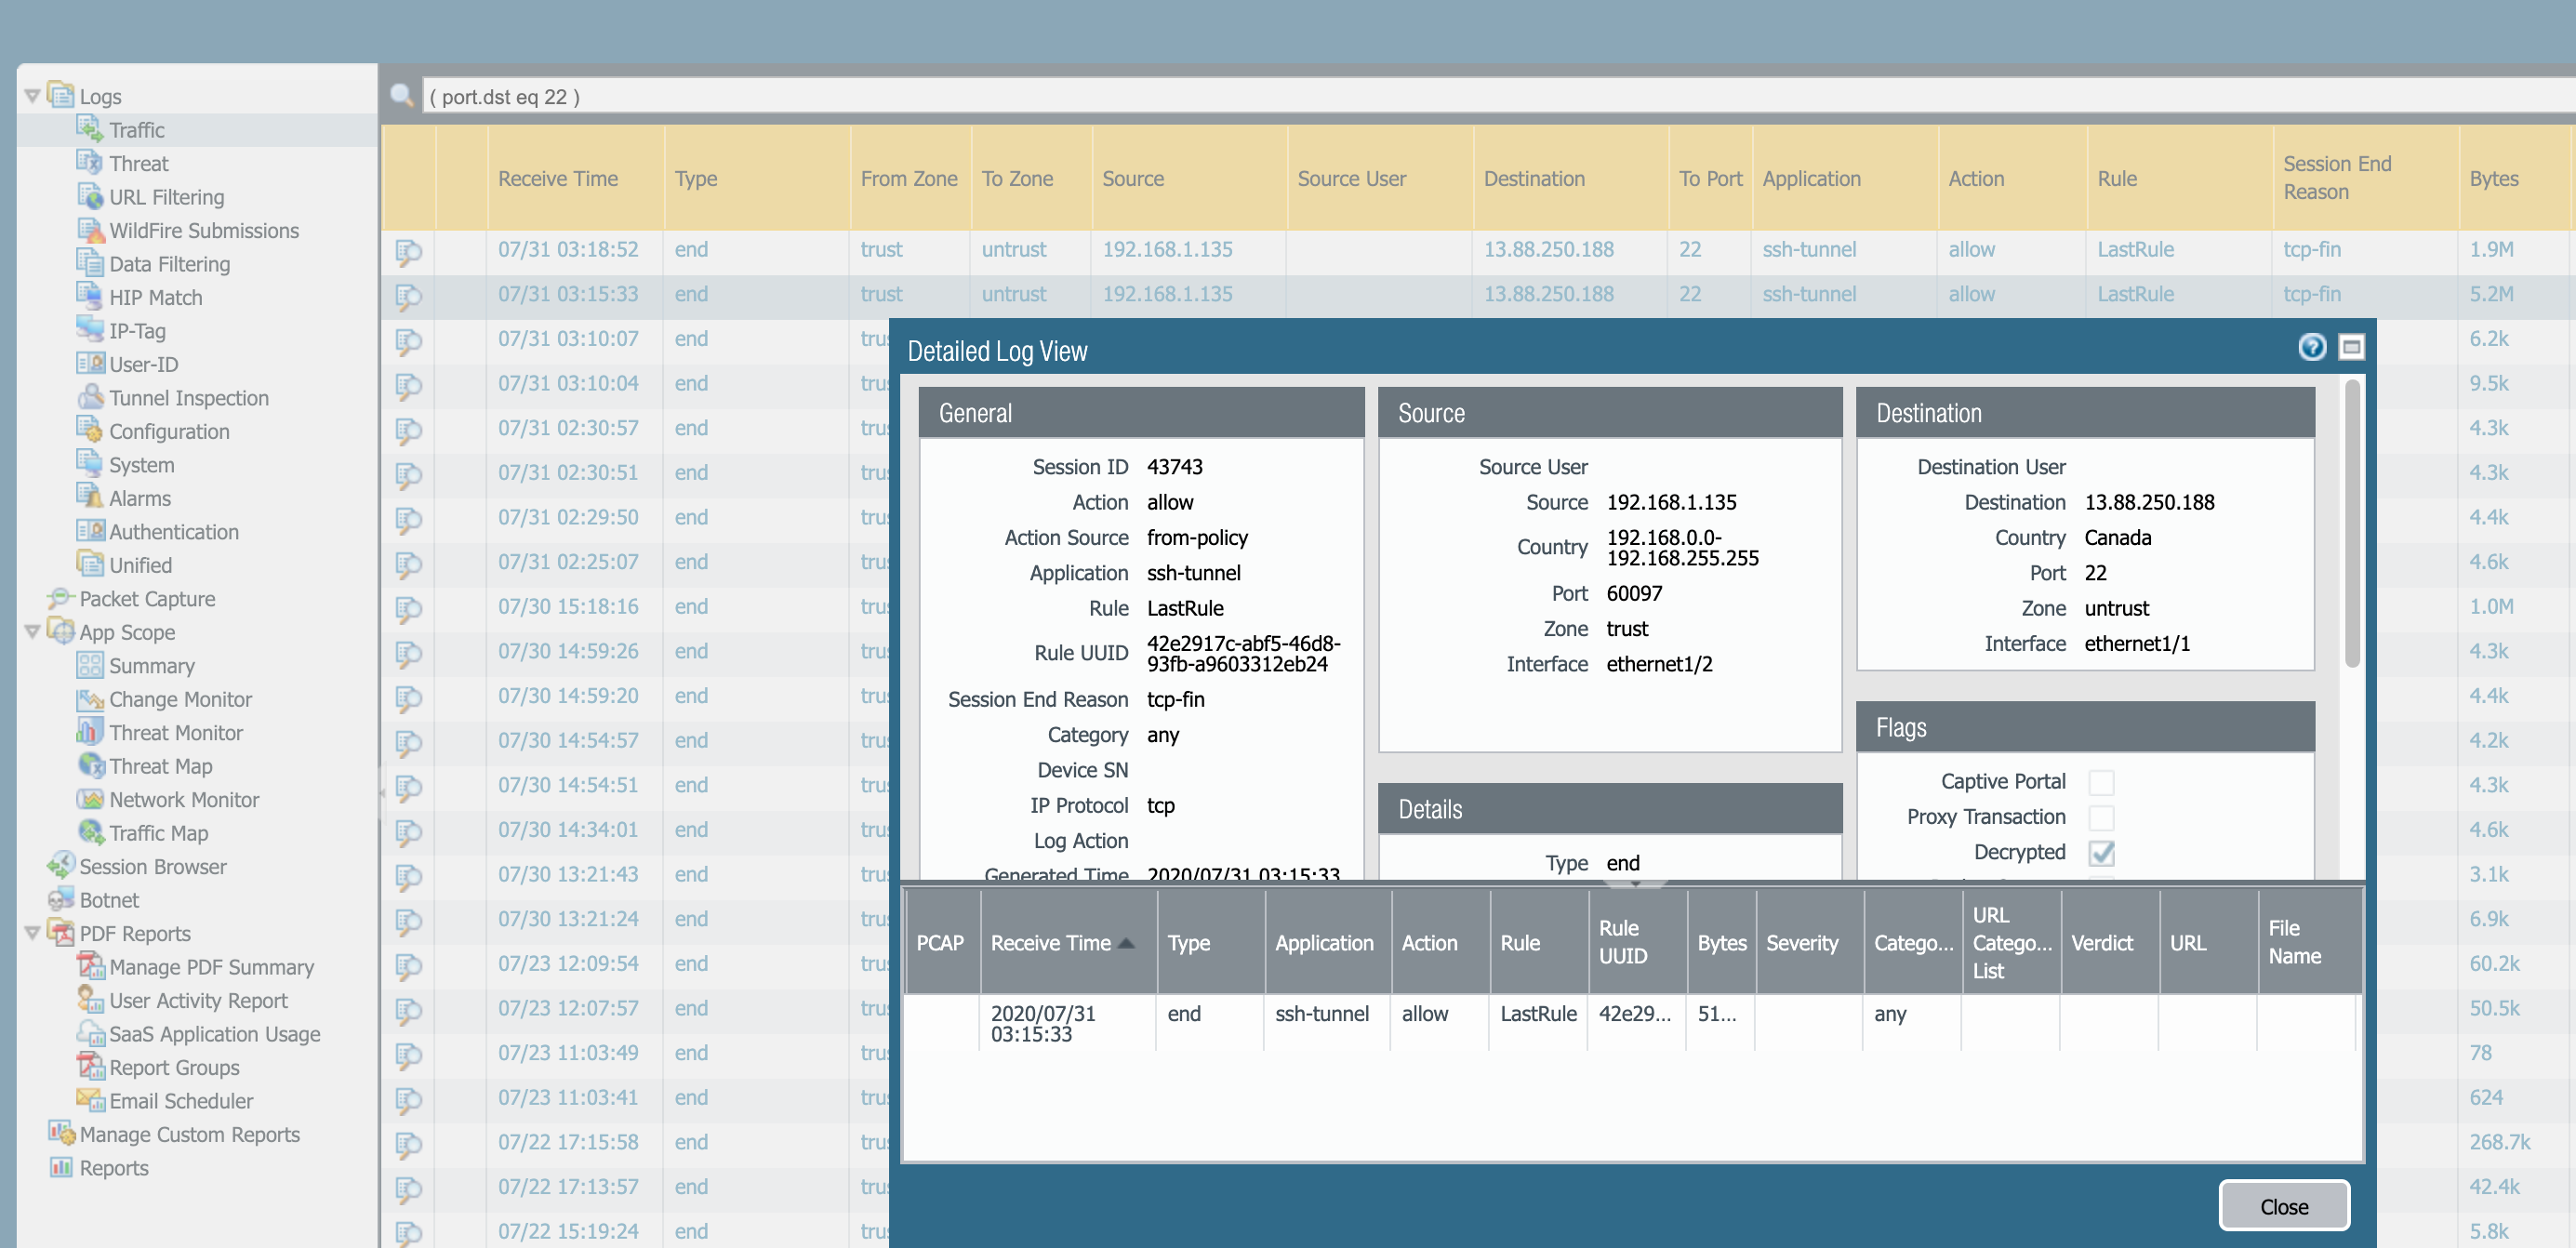 Logs
Traffic
Threat
URL Filtering
WildFire Submissions
Data Filtering
HIP Match
IP-Tag
User-ID
Tunnel Inspection
Configuration
System
Alarms
Authentication
Unified
Packet Capture
App Scope
Summary
Change Monitor
Threat Monitor
Threat Map
Network Monitor
Traffic Map
Session Browser
Botnet
PDF Reports
Manage PDF Summary
User Activity Report
SaaS Application Usage
Report Groups
Email Scheduler
Manage Custom Reports
Reports
( port.dst eq 22 )
Receive Time Type From Zone To Zone Source Source User Destination To Port Application Action Rule Session End Reason Bytes
07/31 03:18:52 end trust untrust 192.168.1.135 13.88.250.188 22 ssh-tunnel allow LastRule tcp-fin 1.9M
07/31 03:15:33 end trust untrust 192.168.1.135 13.88.250.188 22 ssh-tunnel allow LastRule tcp-fin 5.2M
07/31 03:10:07 end 6.2k
07/31 03:10:04 end 9.5k
07/31 02:30:57 end 4.3k
07/31 02:30:51 end 4.3k
07/31 02:29:50 end 4.4k
07/31 02:25:07 end 4.6k
07/30 15:18:16 end 1.0M
07/30 14:59:26 end 4.3k
07/30 14:59:20 end 4.4k
07/30 14:54:57 end 4.2k
07/30 14:54:51 end 4.3k
07/30 14:34:01 end 4.6k
07/30 13:21:43 end 3.1k
07/30 13:21:24 end 6.9k
07/23 12:09:54 end 60.2k
07/23 12:07:57 end 50.5k
07/23 11:03:49 end 78
07/23 11:03:41 end 624
07/22 17:15:58 end 268.7k
07/22 17:13:57 end 42.4k
07/22 15:19:24 end 5.8k
Detailed Log View
General
Session ID 43743
Action allow
Action Source from-policy
Application ssh-tunnel
Rule LastRule
Rule UUID 42e2917c-abf5-46d8-
93fb-a9603312eb24
Session End Reason tcp-fin
Category any
Device SN
IP Protocol tcp
Log Action
Generated Time 2020/07/31 03:15:33
Source
Source User
Source 192.168.1.135
Country 192.168.0.0-
192.168.255.255
Port 60097
Zone trust
Interface ethernet1/2
Details
Type end
Destination
Destination User
Destination 13.88.250.188
Country Canada
Port 22
Zone untrust
Interface ethernet1/1
Flags
Captive Portal
Proxy Transaction
Decrypted
PCAP Receive Time Type Application Action Rule Rule UUID Bytes Severity Catego... URL Catego... List Verdict URL File Name
2020/07/31 03:15:33 end ssh-tunnel allow LastRule 42e29... 51... any
Close